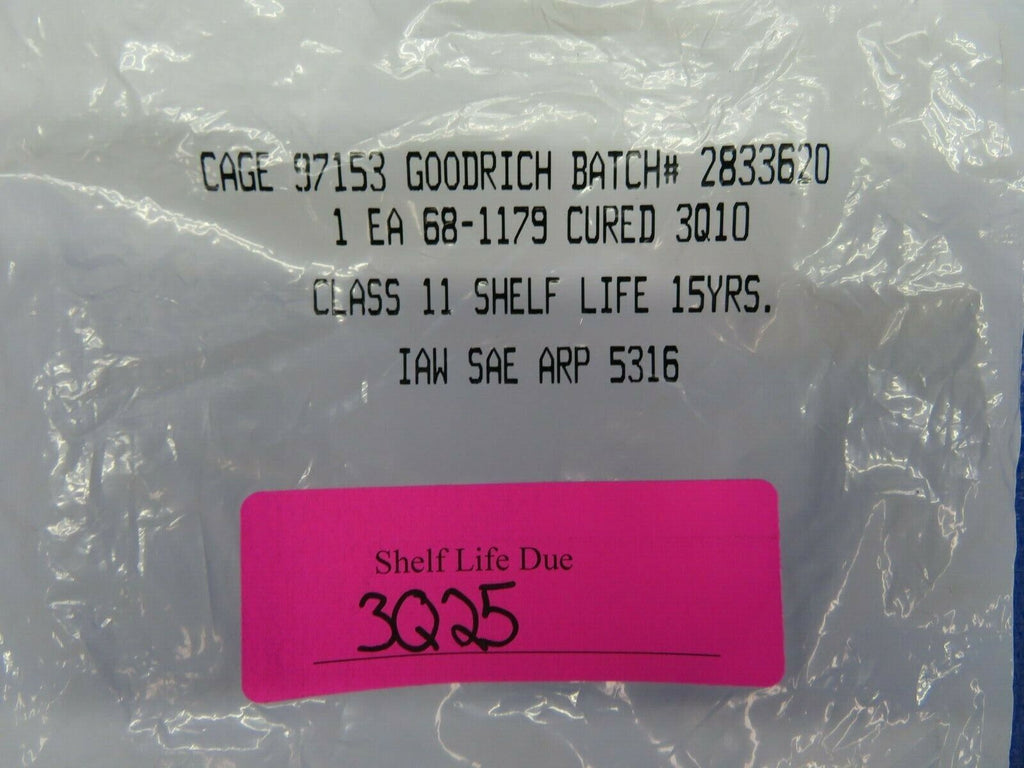 CAGE 97153 GOODRICH BATCH# 2833620
1 EA 68-1179 CURED 3Q10
CLASS 11 SHELF LIFE 15YRS.
IAW SAE ARP 5316
Shelf Life Due
3Q25